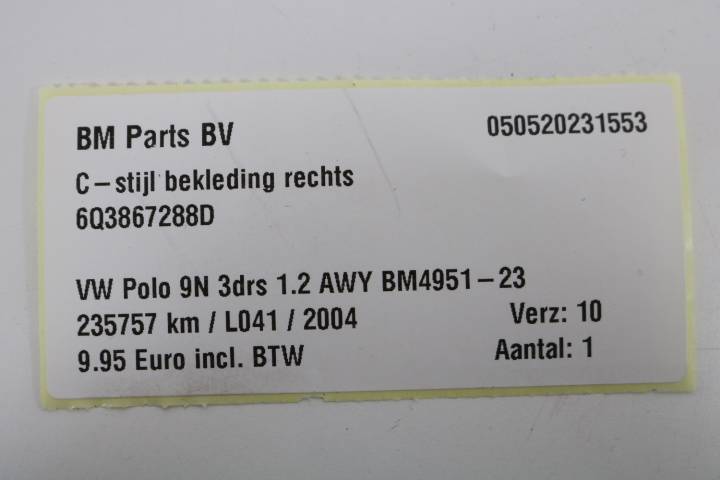 BM Parts BV 050520231553
C-stijl bekleding rechts
6Q3867288D
VW Polo 9N 3drs 1.2 AWY BM4951-23
235757 km / L041 / 2004 Verz: 10
9.95 Euro incl. BTW Aantal: 1